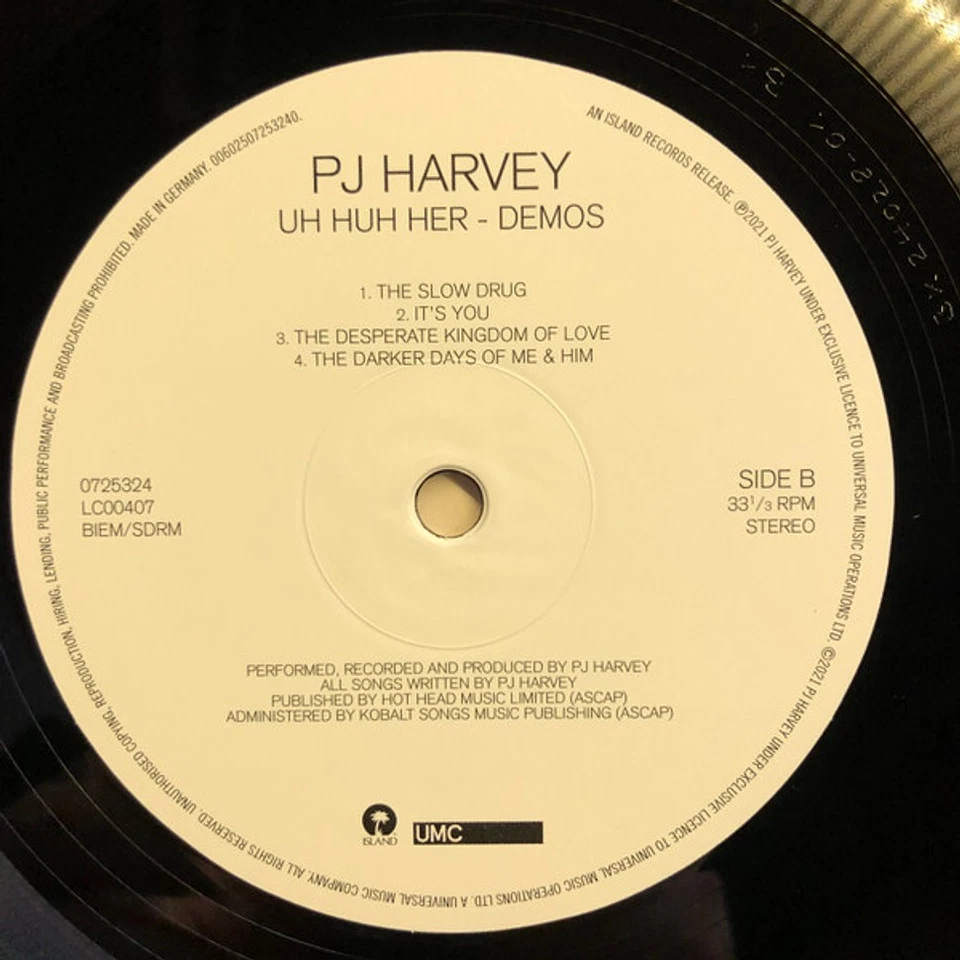 PJ HARVEY
UH HUH HER - DEMOS
1. THE SLOW DRUG
2. IT'S YOU
3. THE DESPERATE KINGDOM OF LOVE
4. THE DARKER DAYS OF ME & HIM
0725324
LC00407
BIEM/SDRM
SIDE B
33 1/3 RPM
STEREO
PERFORMED, RECORDED AND PRODUCED BY PJ HARVEY
ALL SONGS WRITTEN BY PJ HARVEY
PUBLISHED BY HOT HEAD MUSIC LIMITED (ASCAP)
ADMINISTERED BY KOBALT SONGS MUSIC PUBLISHING (ASCAP)
ISLAND
UMC
AN ISLAND RECORDS RELEASE. ℗2021 PJ HARVEY UNDER EXCLUSIVE LICENCE TO UNIVERSAL MUSIC OPERATIONS LTD. ©2021 PJ HARVEY UNDER EXCLUSIVE LICENCE TO UNIVERSAL MUSIC OPERATIONS LTD. A UNIVERSAL MUSIC COMPANY. ALL RIGHTS RESERVED. UNAUTHORISED COPYING, REPRODUCTION, HIRING, LENDING, PUBLIC PERFORMANCE AND BROADCASTING PROHIBITED. MADE IN GERMANY. 00602507253240.